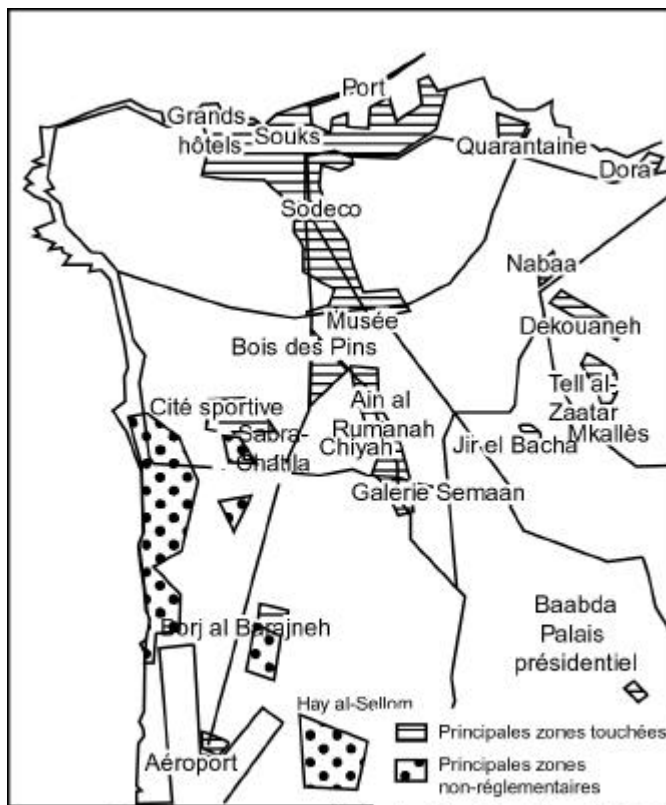 Port
Grands
hôtels
Souks
Quarantaine
Dora
Sodeco
Nabaa
Dekouaneh
Musée
Bois des Pins
Tell al-
Zaatar
Mkallès
Ain al
Rumanah
Chiyah
Cité sportive
Sabra-
Chatila
Jir el Bacha
Galerie Semaan
Baabda
Palais
présidentiel
Borj al Barajneh
Hay al-Sellom
Aéroport
Principales zones touchées
Principales zones
non-réglementaires